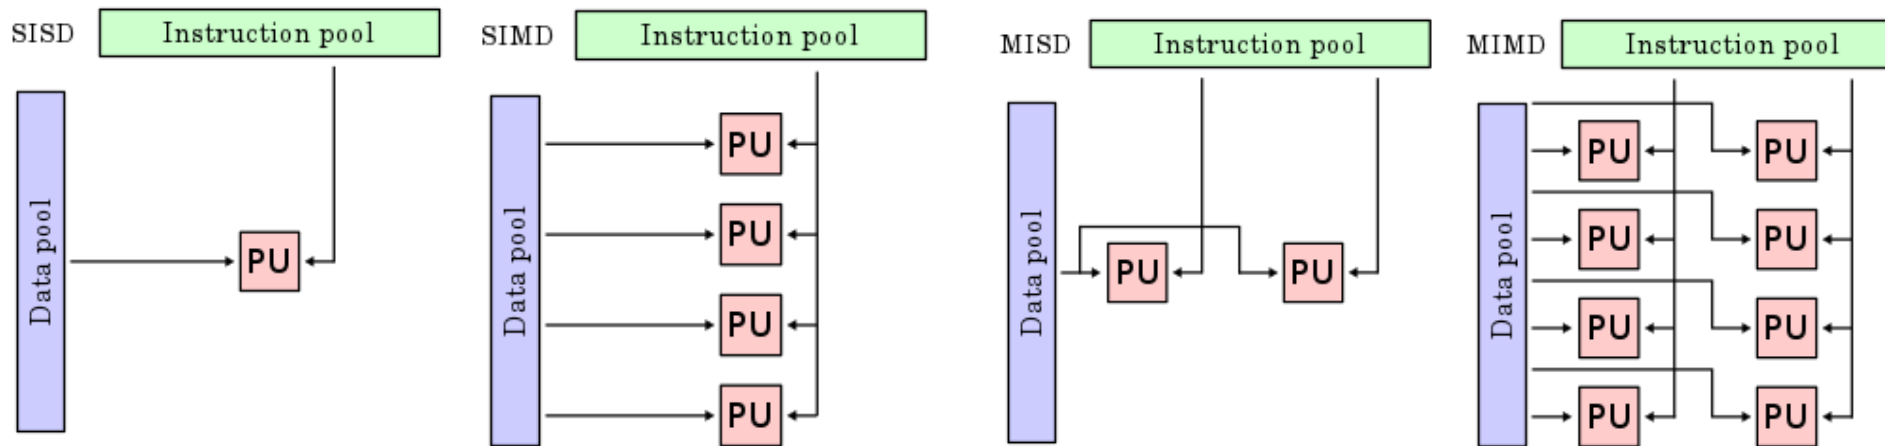 SISD
Instruction pool
Data pool
PU
SIMD
Instruction pool
Data pool
PU
PU
PU
PU
MISD
Instruction pool
Data pool
PU
PU
MIMD
Instruction pool
Data pool
PU
PU
PU
PU
PU
PU
PU
PU